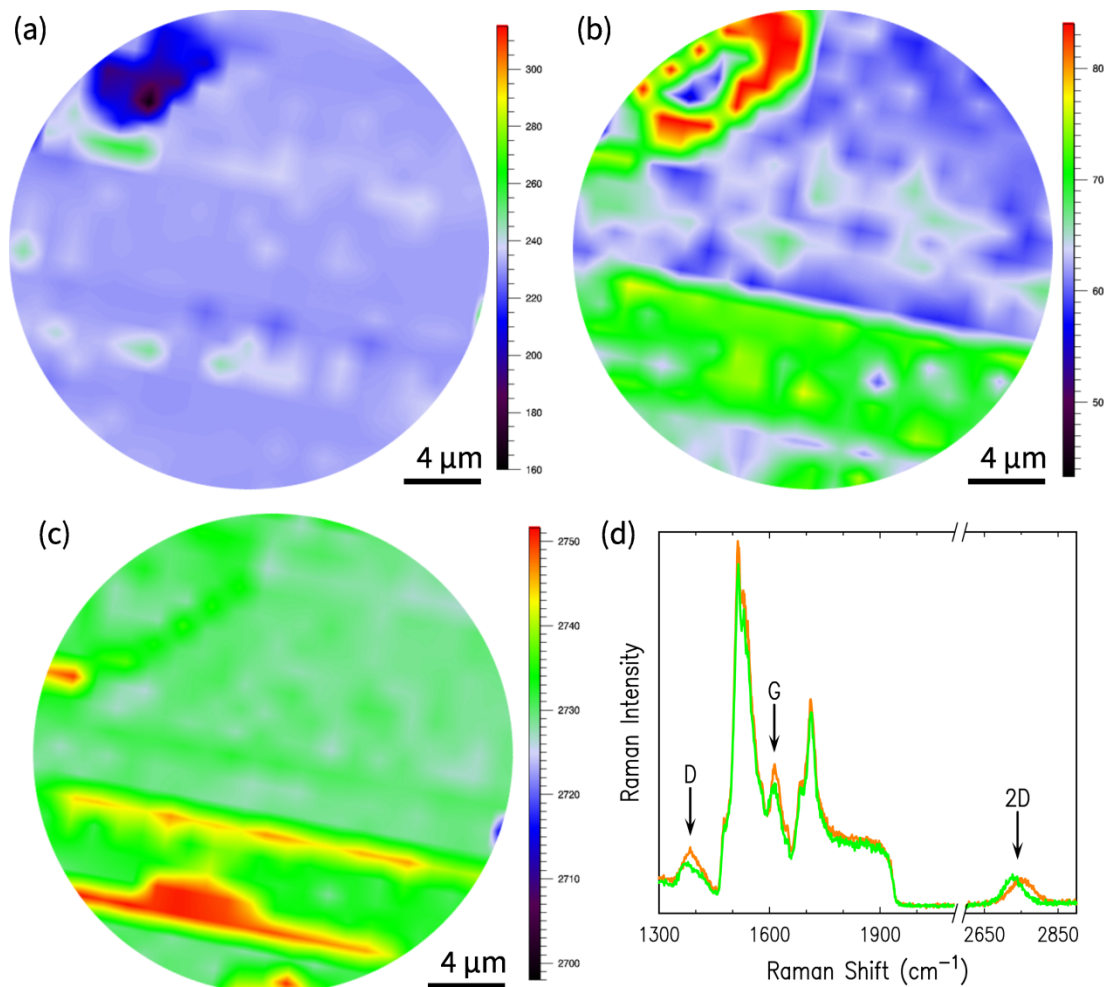 (a)
300
280
260
240
220
200
180
160
4 µm
(b)
80
70
60
50
4 µm
(c)
2750
2740
2730
2720
2710
2700
4 µm
(d)
Raman Intensity
D
G
2D
1300
1600
1900
2650
2850
Raman Shift (cm⁻¹)